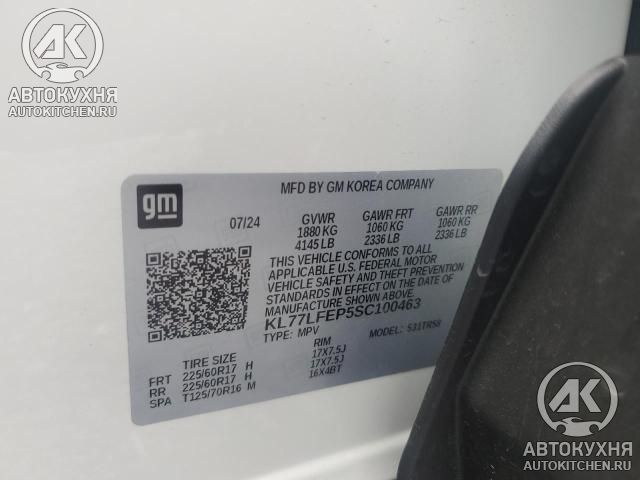 AK
АВТОКУХНЯ
AUTOKITCHEN.RU
MFD BY GM KOREA COMPANY
gm
07/24
GVWR GAWR FRT GAWR RR
1880 KG 1060 KG 1060 KG
4145 LB 2336 LB 2336 LB
THIS VEHICLE CONFORMS TO ALL
APPLICABLE U.S. FEDERAL MOTOR
VEHICLE SAFETY AND THEFT PREVENTION
STANDARDS IN EFFECT ON THE DATE OF
MANUFACTURE SHOWN ABOVE.
KL77LFEP5SC100463
TYPE: MPV MODEL: 531TR58
TIRE SIZE RIM
FRT 225/60R17 H 17X7.5J
RR 225/60R17 H 17X7.5J
SPA T125/70R16 M 16X4BT
AK
АВТОКУХНЯ
AUTOKITCHEN.RU